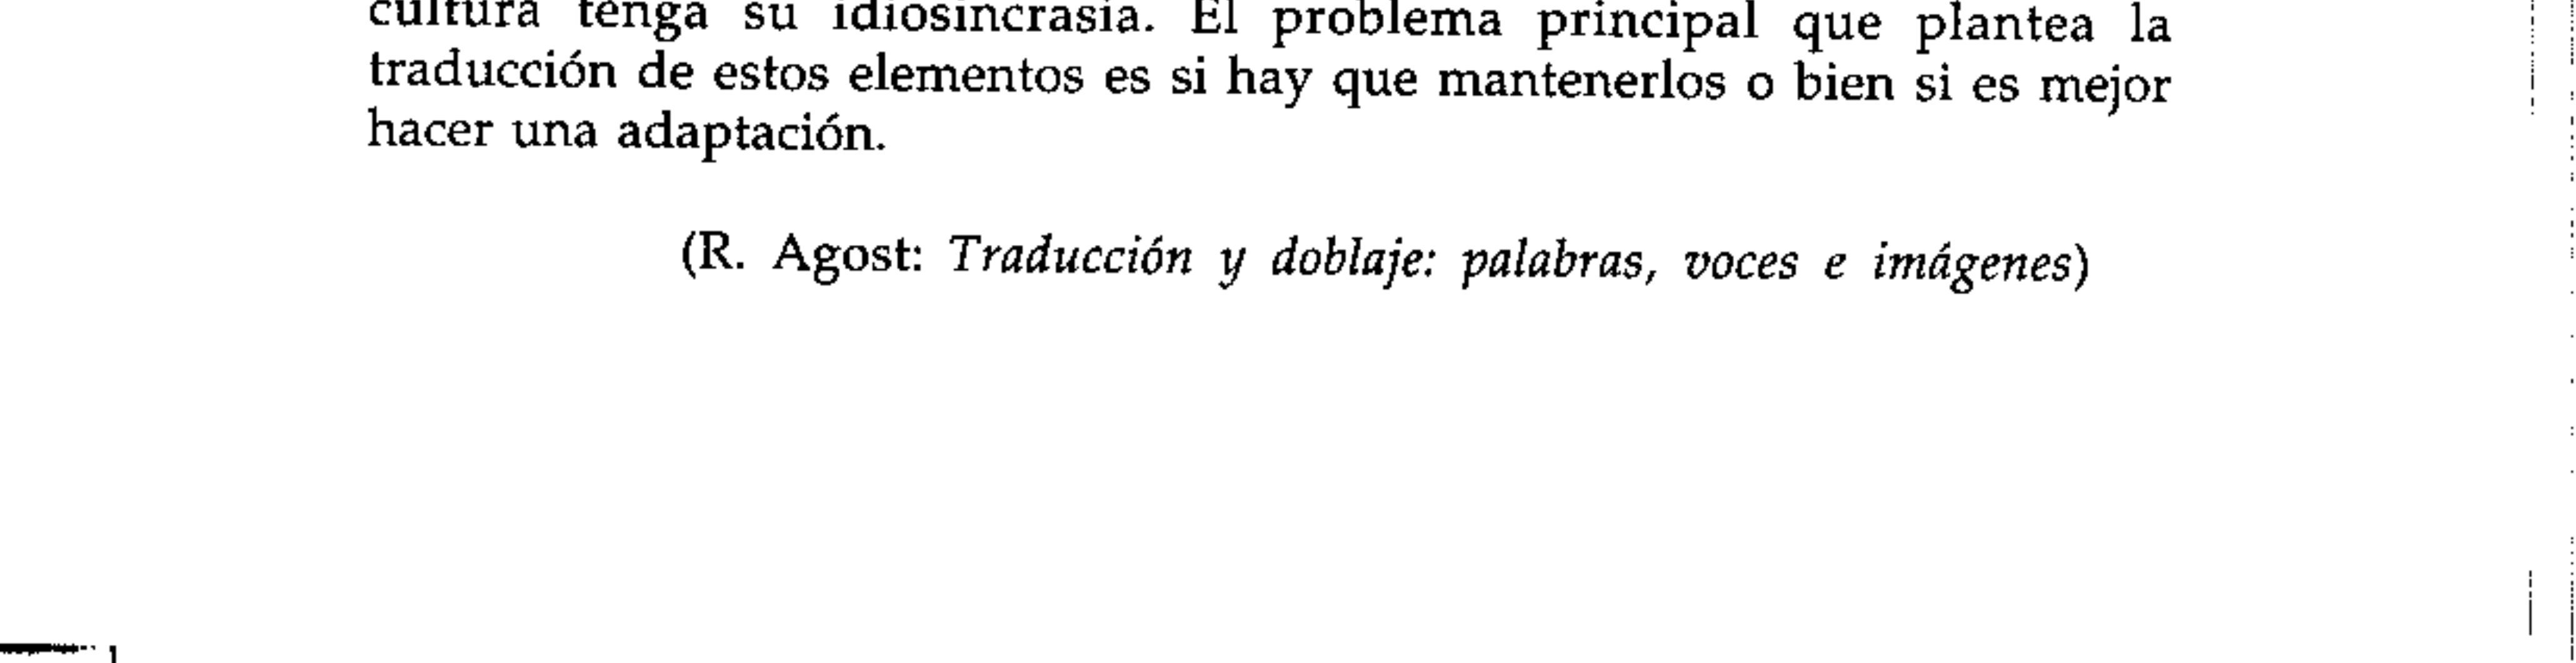 cultura tenga su idiosincrasia. El problema principal que plantea la
traducción de estos elementos es si hay que mantenerlos o bien si es mejor
hacer una adaptación.
(R. Agost: Traducción y doblaje: palabras, voces e imágenes)